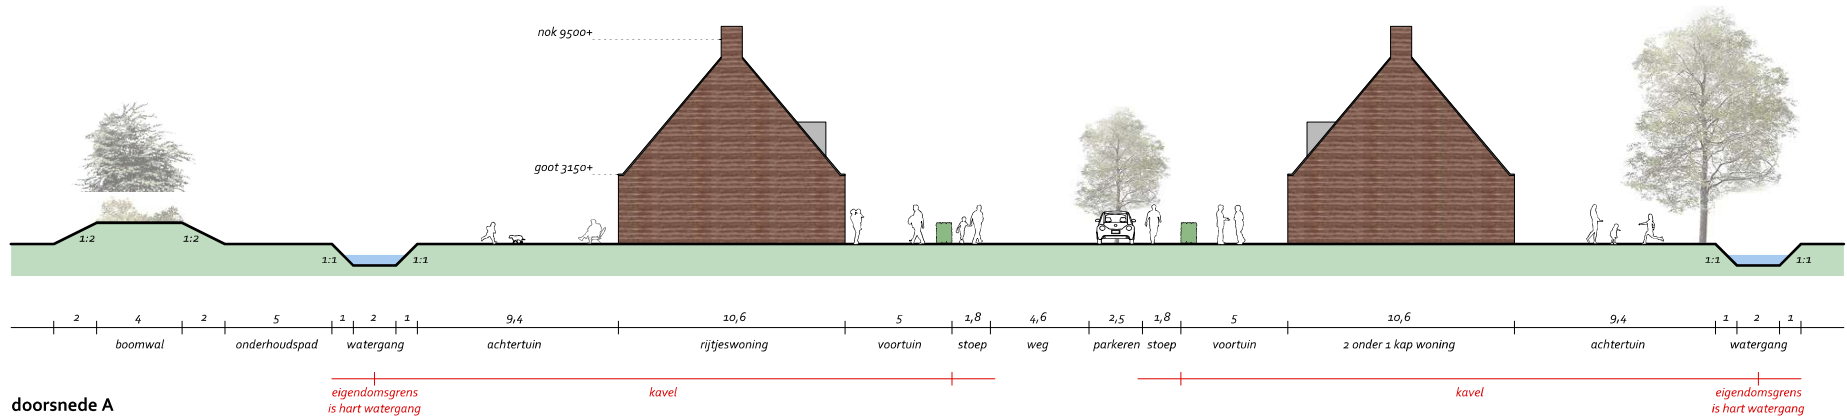 nok 9500+
goot 3150+
1:2 1:2 1:1 1:1 1:1 1:1
2 4 2 5 1 2 1 9,4 10,6 5 1,8 4,6 2,5 1,8 5 10,6 9,4 1 2 1
boomwal onderhoudspad watergang achtertuin rijtjeswoning voortuin stoep weg parkeren stoep voortuin 2 onder 1 kap woning achtertuin watergang
eigendomsgrens kavel kavel eigendomsgrens
is hart watergang is hart watergang
doorsnede A